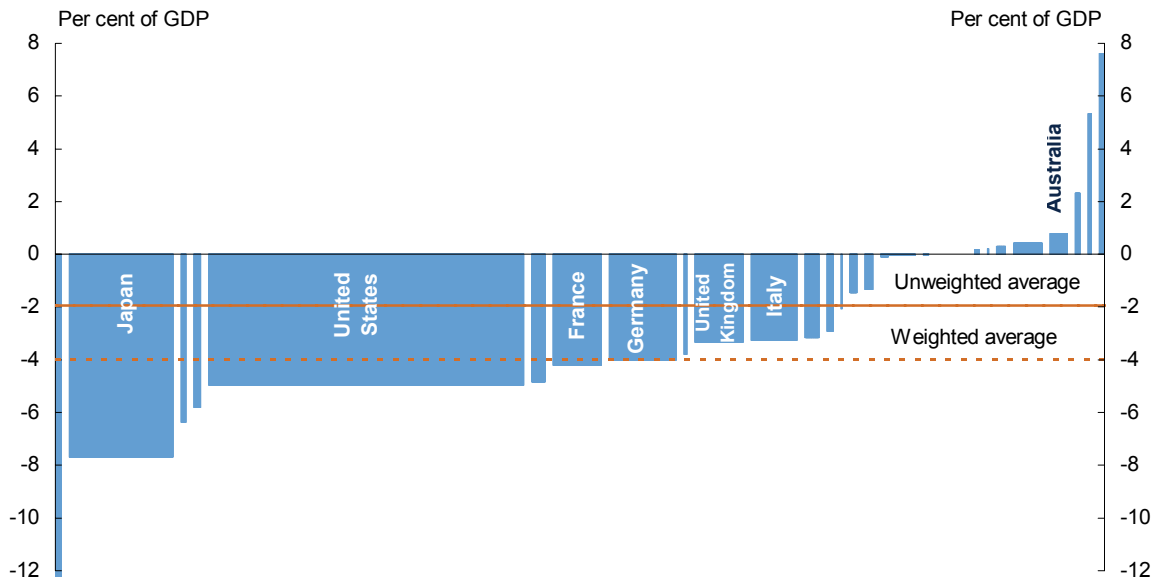 Per cent of GDP
Per cent of GDP
8
8
6
6
4
4
Australia
2
2
0
0
Japan
United
States
France
Germany
United
Kingdom
Italy
Unweighted average
-2
-2
Weighted average
-4
-4
-6
-6
-8
-8
-10
-10
-12
-12